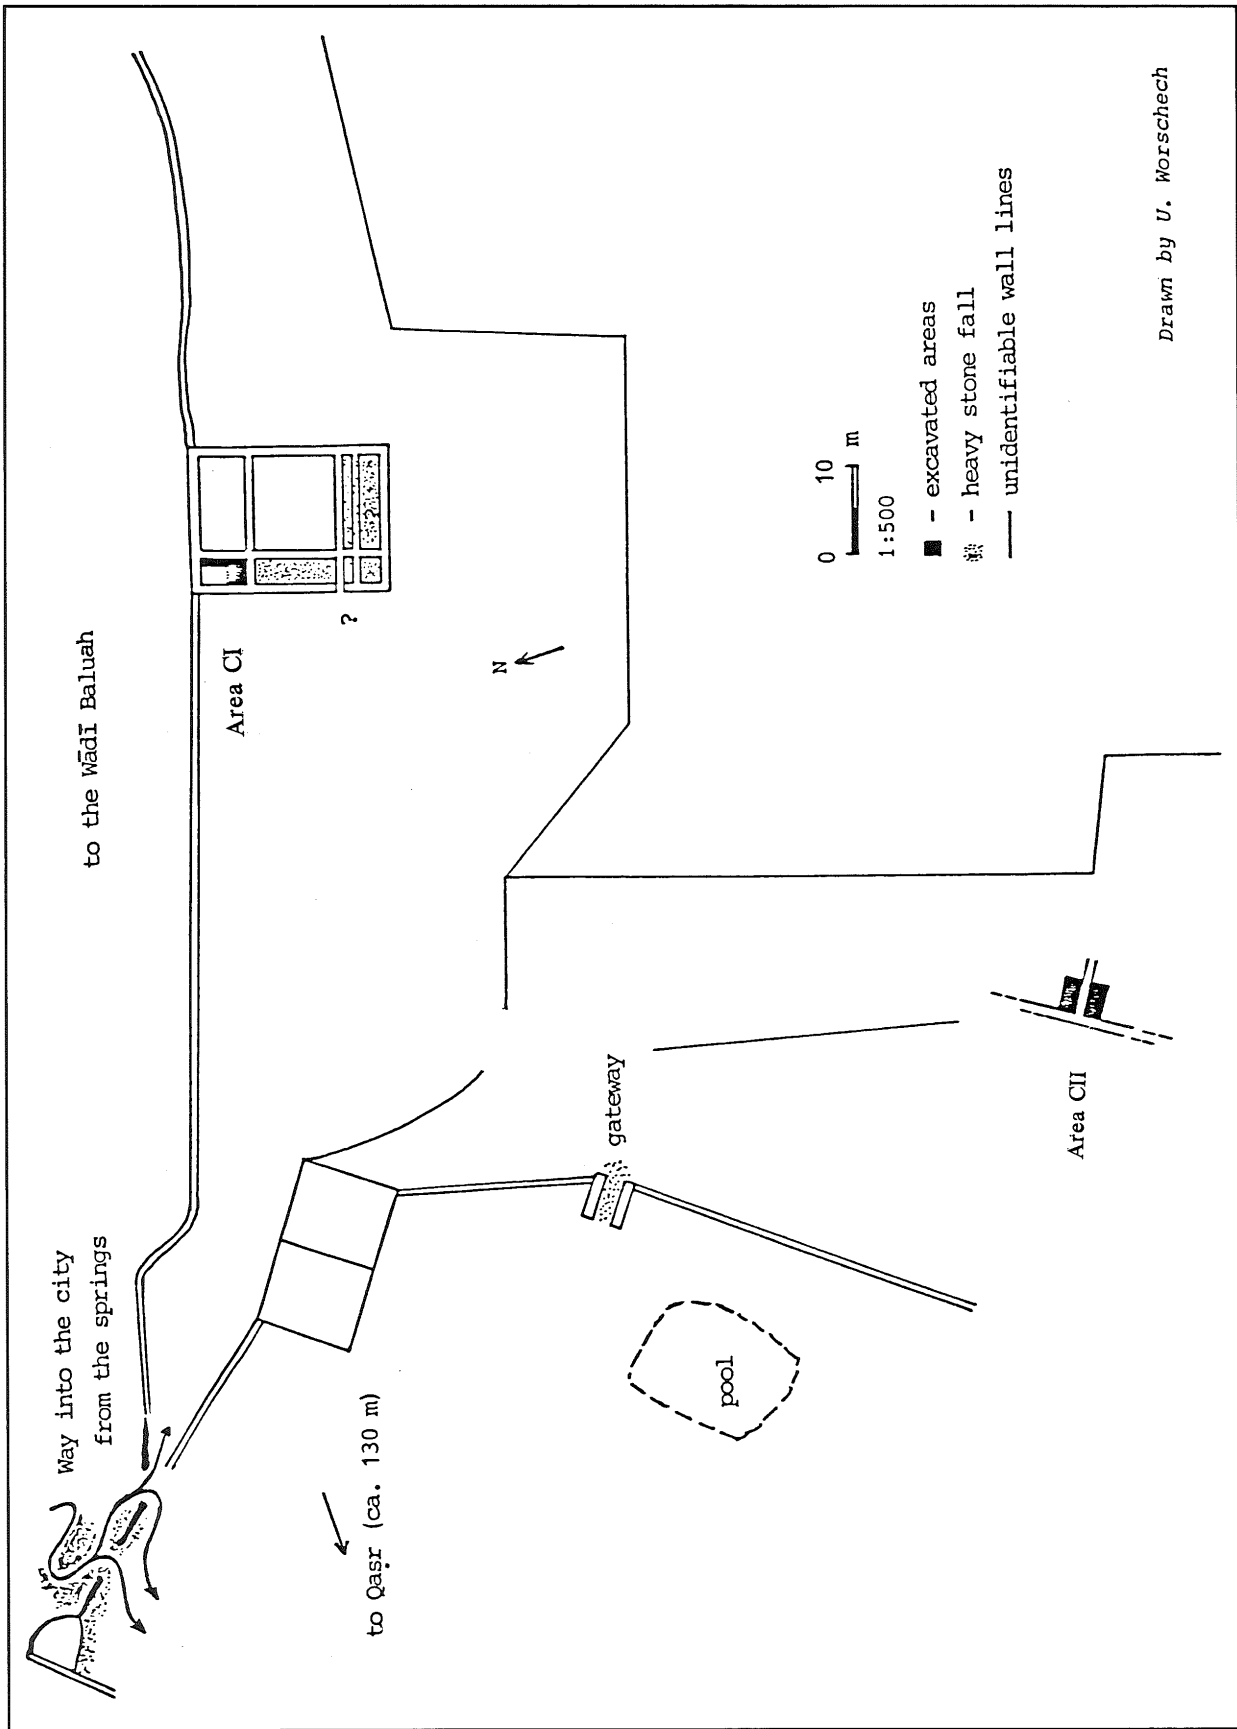 Way into the city
from the springs
to the Wādī Baluah
Area CI
?
?
N
to Qaṣr (ca. 130 m)
gateway
pool
Area CII
0 10 m
1:500
- excavated areas
- heavy stone fall
- unidentifiable wall lines
Drawn by U. Worschech